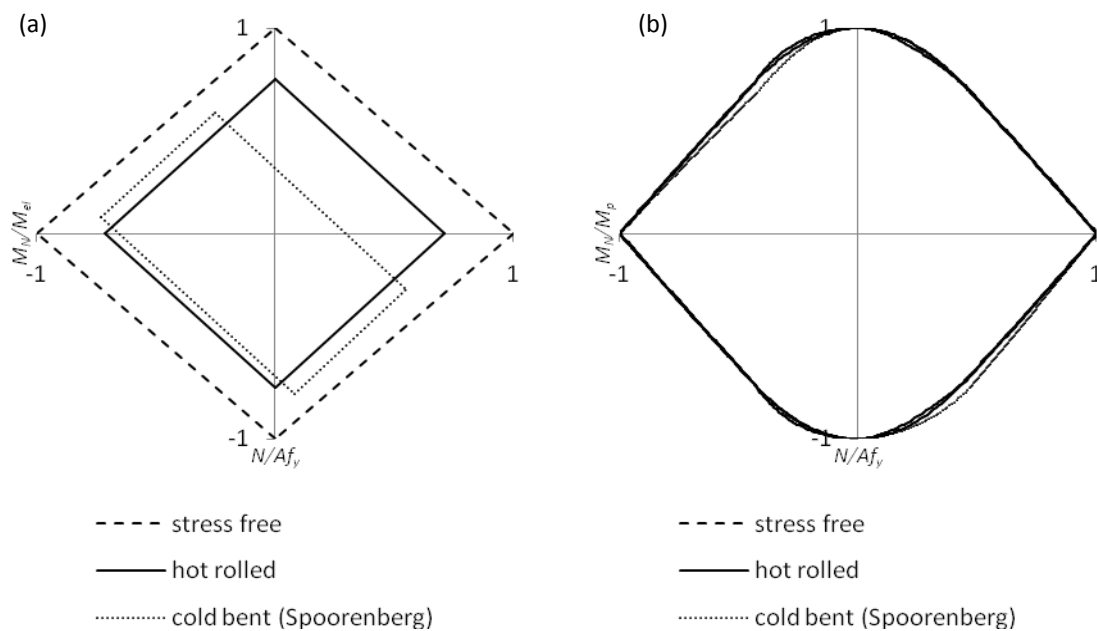 (a)
1
M_N/M_el
-1
1
-1
N/Af_y
stress free
hot rolled
cold bent (Spoorenberg)
(b)
1
M_N/M_p
-1
1
-1
N/Af_y
stress free
hot rolled
cold bent (Spoorenberg)